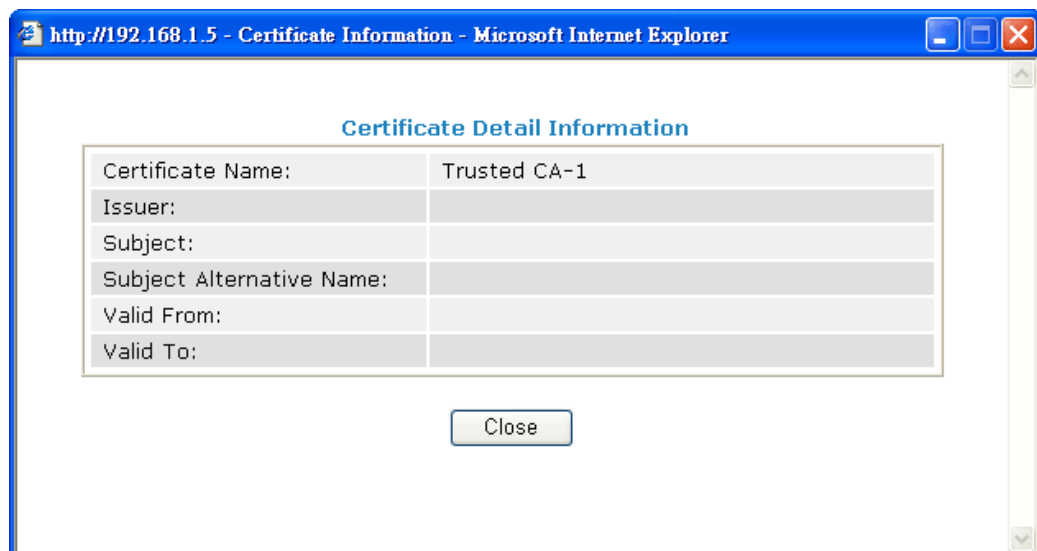 http://192.168.1.5 - Certificate Information - Microsoft Internet Explorer
Certificate Detail Information
Certificate Name: Trusted CA-1
Issuer:
Subject:
Subject Alternative Name:
Valid From:
Valid To:
Close